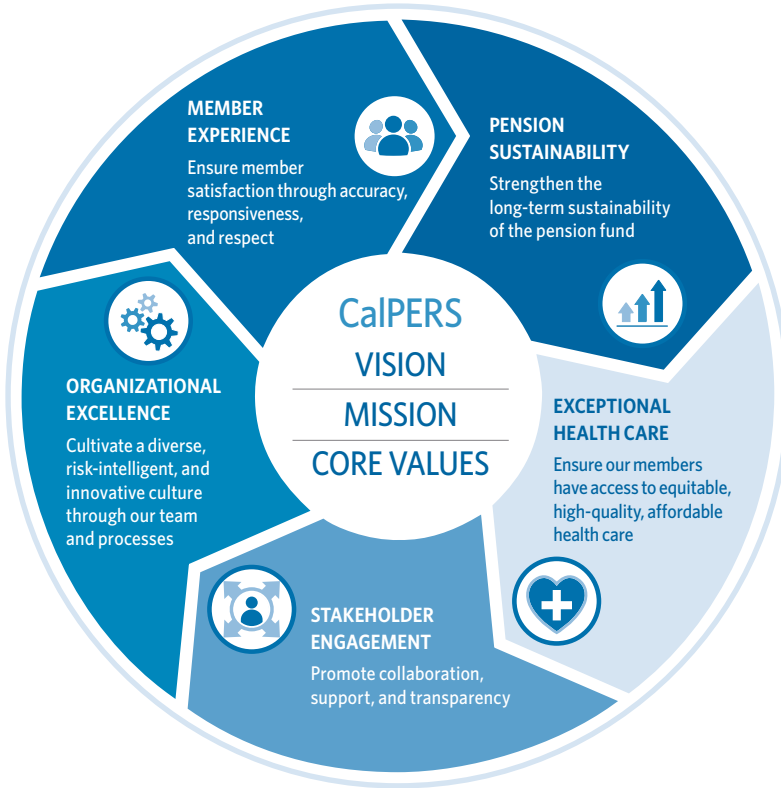 MEMBER
EXPERIENCE
Ensure member
satisfaction through accuracy,
responsiveness,
and respect
PENSION
SUSTAINABILITY
Strengthen the
long-term sustainability
of the pension fund
EXCEPTIONAL
HEALTH CARE
Ensure our members
have access to equitable,
high-quality, affordable
health care
STAKEHOLDER
ENGAGEMENT
Promote collaboration,
support, and transparency
ORGANIZATIONAL
EXCELLENCE
Cultivate a diverse,
risk-intelligent, and
innovative culture
through our team
and processes
CalPERS
VISION
MISSION
CORE VALUES